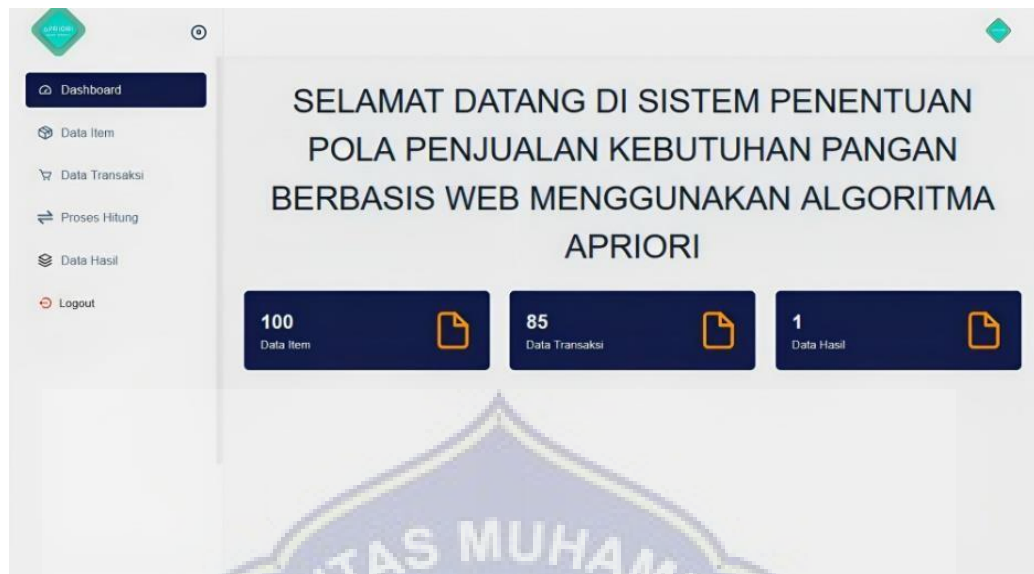 APRIORI
Dashboard
Data Item
Data Transaksi
Proses Hitung
Data Hasil
Logout
SELAMAT DATANG DI SISTEM PENENTUAN
POLA PENJUALAN KEBUTUHAN PANGAN
BERBASIS WEB MENGGUNAKAN ALGORITMA
APRIORI
100
Data Item
85
Data Transaksi
1
Data Hasil
TAS MUHAM